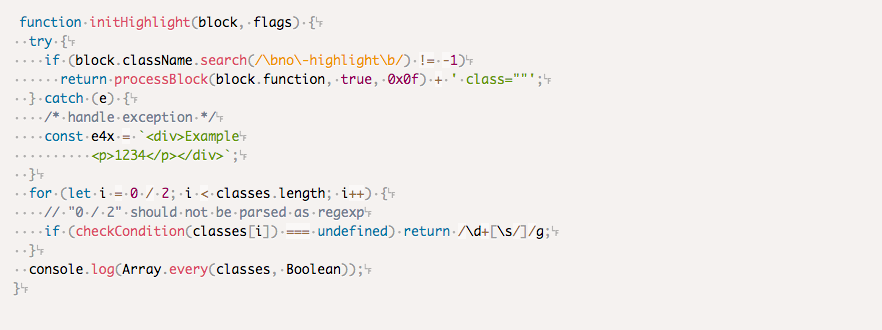 function initHighlight(block, flags) {
  try {
    if (block.className.search(/\bno\-highlight\b/) != -1)
      return processBlock(block.function, true, 0x0f) + ' class=""';
  } catch (e) {
    /* handle exception */
    const e4x = `<div>Example
          <p>1234</p></div>`;
  }
  for (let i = 0 / 2; i < classes.length; i++) {
    // "0 / 2" should not be parsed as regexp
    if (checkCondition(classes[i]) === undefined) return /\d+[\s/]/g;
  }
  console.log(Array.every(classes, Boolean));
}